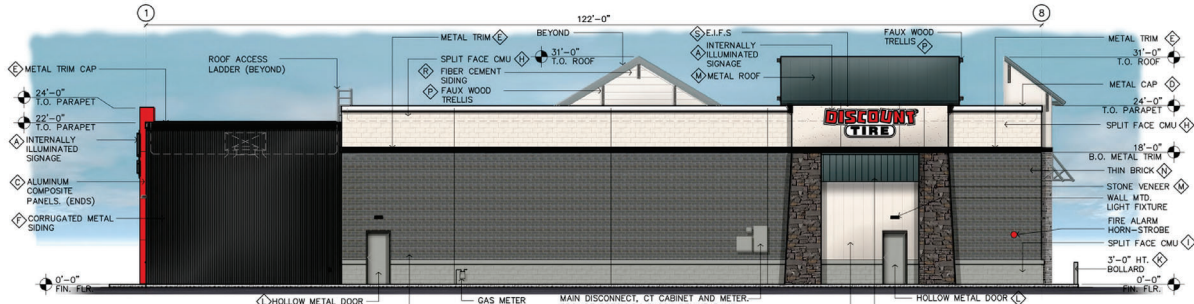 1
122'-0"
8
METAL TRIM E
BEYOND
S E.I.F.S
FAUX WOOD
TRELLIS
P
METAL TRIM E
E METAL TRIM CAP
ROOF ACCESS
LADDER (BEYOND)
SPLIT FACE CMU H
31'-0"
T.O. ROOF
A INTERNALLY
ILLUMINATED
SIGNAGE
31'-0"
T.O. ROOF
R FIBER CEMENT
SIDING
M METAL ROOF
METAL CAP D
24'-0"
T.O. PARAPET
P FAUX WOOD
TRELLIS
24'-0"
T.O. PARAPET
22'-0"
T.O. PARAPET
DISCOUNT
TIRE
SPLIT FACE CMU H
A INTERNALLY
ILLUMINATED
SIGNAGE
18'-0"
B.O. METAL TRIM
THIN BRICK N
C ALUMINUM
COMPOSITE
PANELS. (ENDS)
STONE VENEER M
WALL MTD.
LIGHT FIXTURE
F CORRUGATED METAL
SIDING
FIRE ALARM
HORN-STROBE
SPLIT FACE CMU I
3'-0" HT. K
BOLLARD
0'-0"
FIN. FLR.
0'-0"
FIN. FLR.
L HOLLOW METAL DOOR
GAS METER
MAIN DISCONNECT, CT CABINET AND METER.
HOLLOW METAL DOOR L